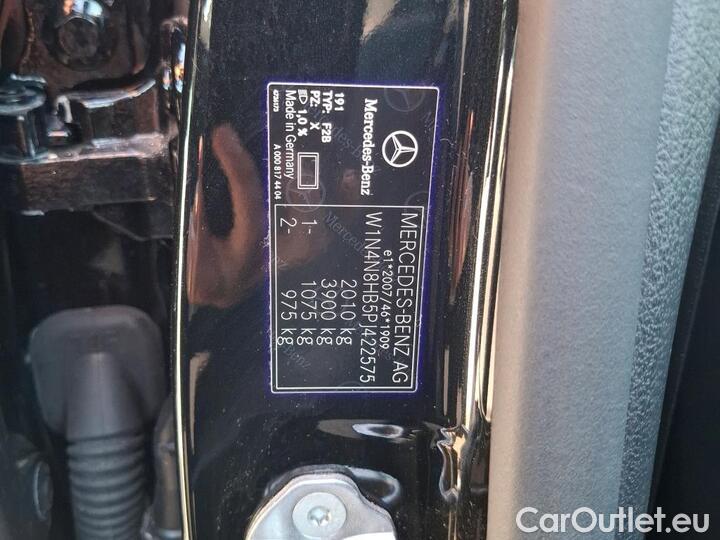 Mercedes-Benz
191
TYP: F2B
PZ: X
1,0 %
Made in Germany
A 000 817 44 04
4726173
MERCEDES-BENZ AG
e1*2007/46*1909
W1N4N8HB5PJ422575
2010 kg
3900 kg
1- 1075 kg
2- 975 kg
CarOutlet.eu